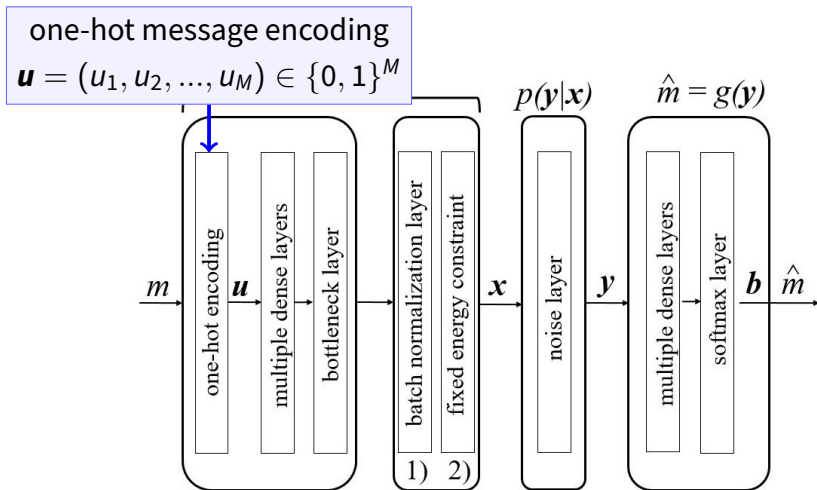 one-hot message encoding
u = (u₁, u₂, ..., u_M) ∈ {0, 1}^M
p(y|x)
m̂ = g(y)
m
one-hot encoding
u
multiple dense layers
bottleneck layer
batch normalization layer
fixed energy constraint
1)
2)
x
noise layer
y
multiple dense layers
softmax layer
b
m̂